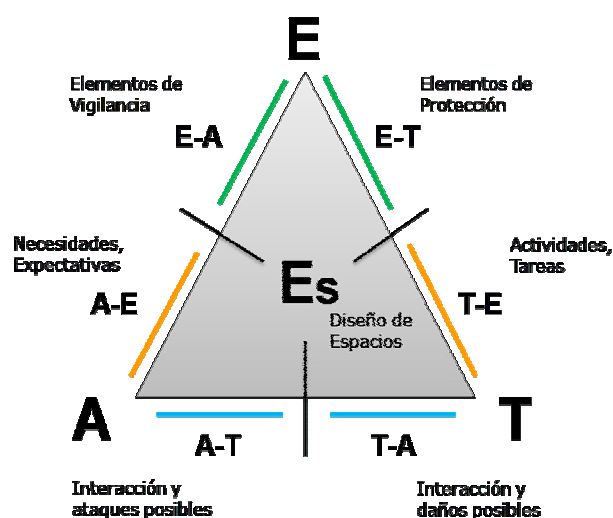 E
Elementos de
Vigilancia
Elementos de
Protección
E-A
E-T
Necesidades,
Expectativas
Actividades,
Tareas
A-E
Es
T-E
Diseño de
Espacios
A
T
A-T
T-A
Interacción y
ataques posibles
Interacción y
daños posibles